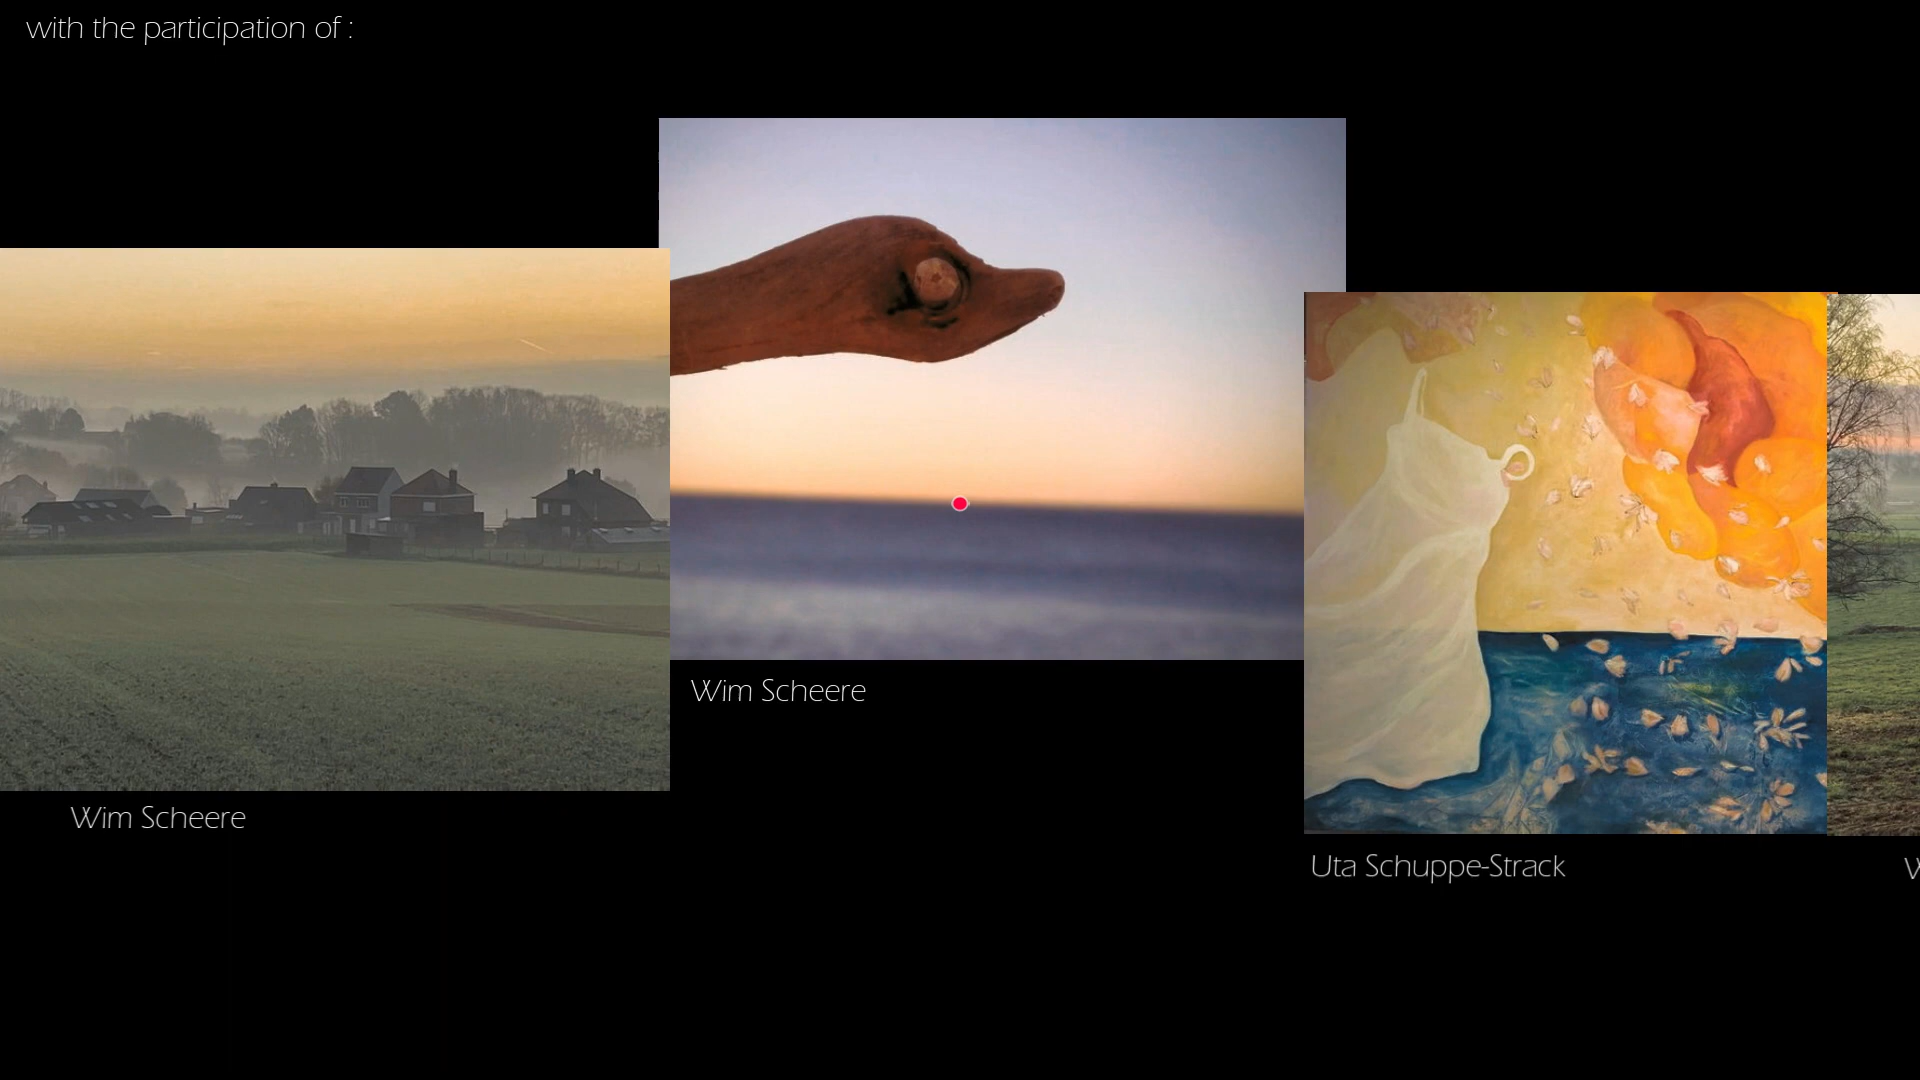 with the participation of :
Wim Scheere
Wim Scheere
Uta Schuppe-Strack